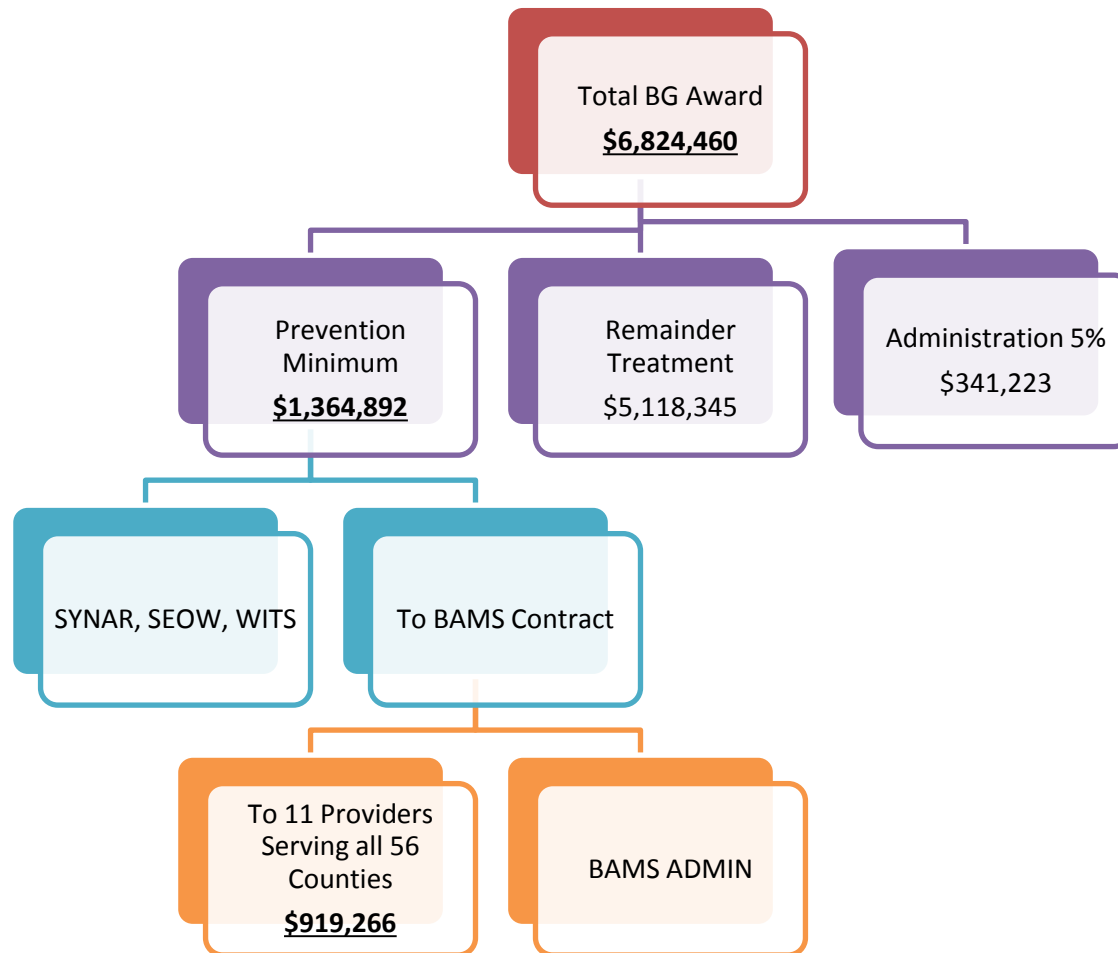 Total BG Award
$6,824,460
Prevention
Minimum
$1,364,892
Remainder
Treatment
$5,118,345
Administration 5%
$341,223
SYNAR, SEOW, WITS
To BAMS Contract
To 11 Providers
Serving all 56
Counties
$919,266
BAMS ADMIN